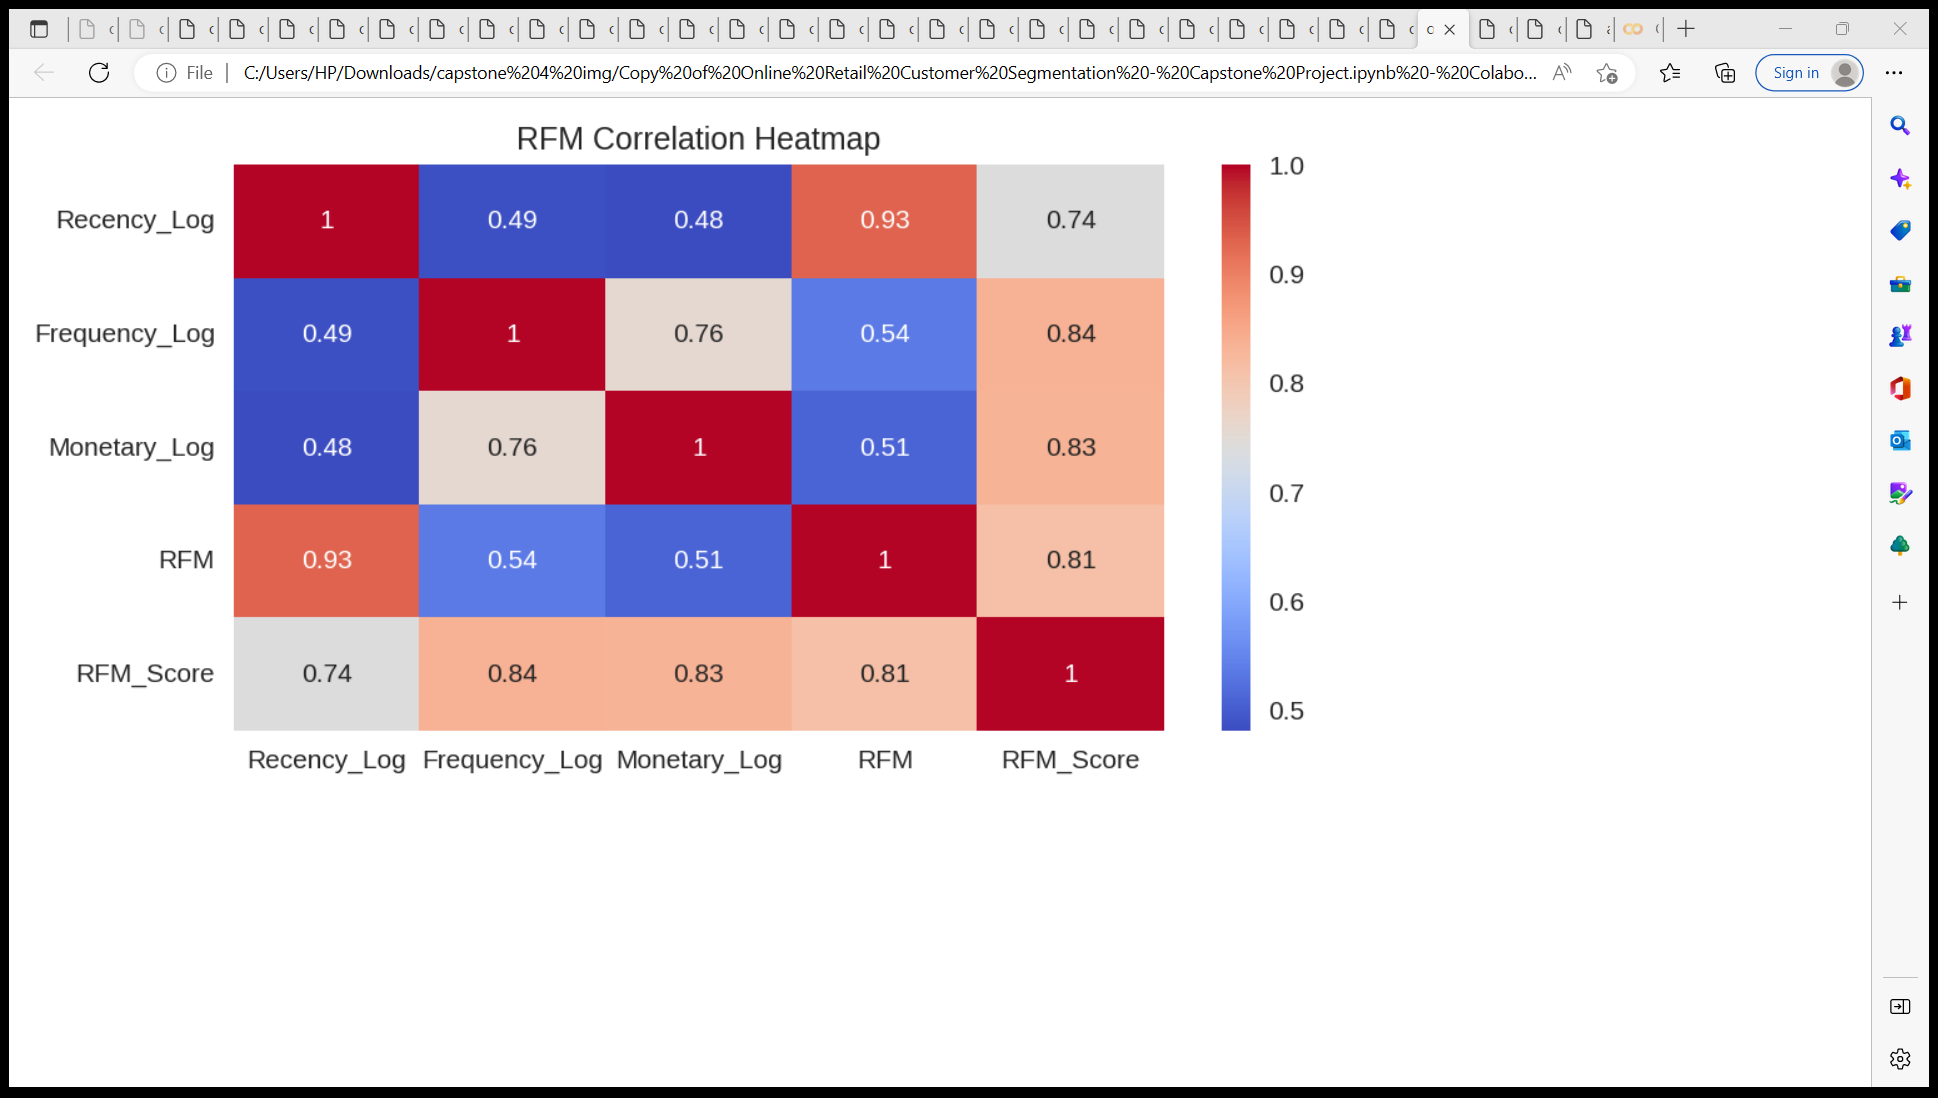 File
C:/Users/HP/Downloads/capstone%204%20img/Copy%20of%20Online%20Retail%20Customer%20Segmentation%20-%20Capstone%20Project.ipynb%20-%20Colabo...
Sign in
RFM Correlation Heatmap
Recency_Log 1 0.49 0.48 0.93 0.74
Frequency_Log 0.49 1 0.76 0.54 0.84
Monetary_Log 0.48 0.76 1 0.51 0.83
RFM 0.93 0.54 0.51 1 0.81
RFM_Score 0.74 0.84 0.83 0.81 1
Recency_Log Frequency_Log Monetary_Log RFM RFM_Score
1.0
0.9
0.8
0.7
0.6
0.5